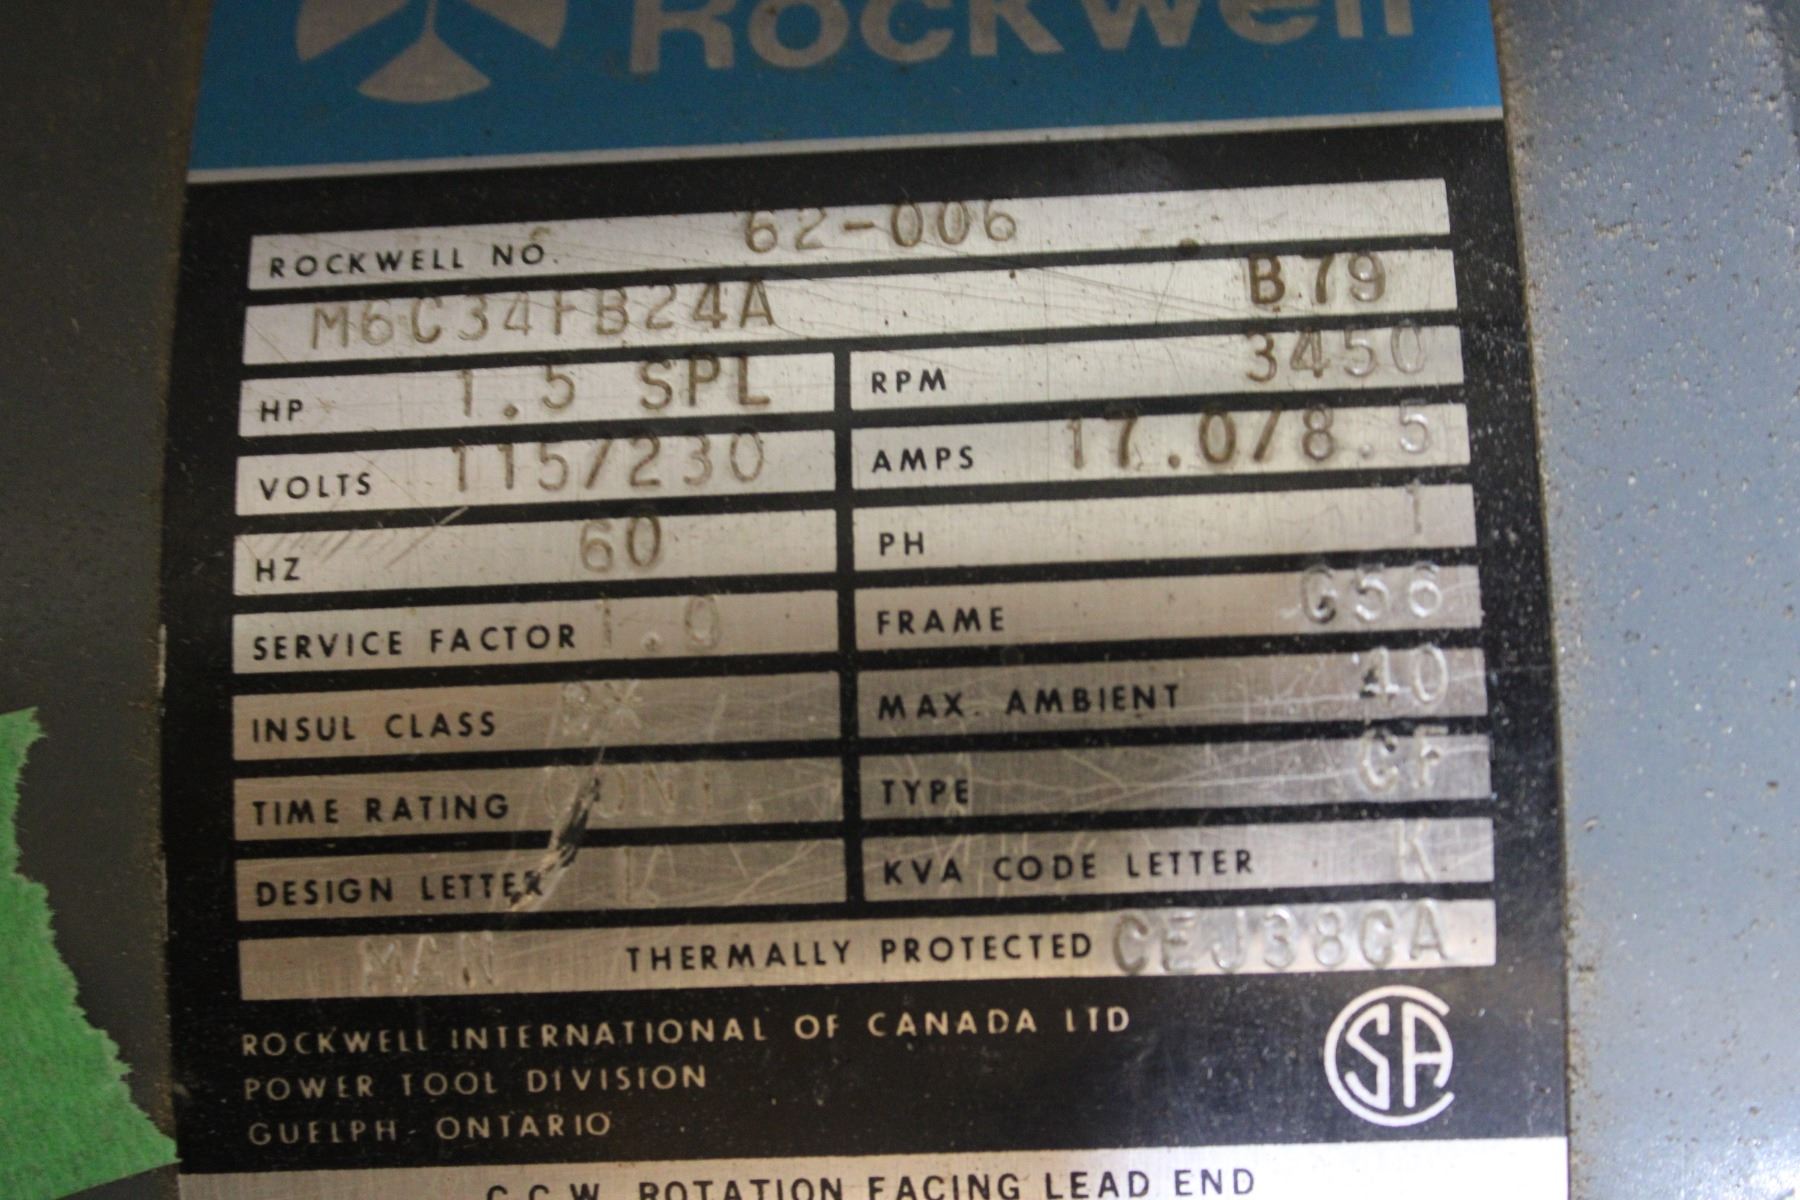 Rockwell
ROCKWELL NO. 62-006
M6C34FB24A B79
HP 1.5 SPL RPM 3450
VOLTS 115/230 AMPS 17.0/8.5
HZ 60 PH 1
SERVICE FACTOR 1.0 FRAME G56
INSUL CLASS MAX. AMBIENT 40
TIME RATING CONT. TYPE CF
DESIGN LETTER KVA CODE LETTER K
MAN THERMALLY PROTECTED CEJ38CA
ROCKWELL INTERNATIONAL OF CANADA LTD
POWER TOOL DIVISION
GUELPH - ONTARIO
SA
C.C.W. ROTATION FACING LEAD END